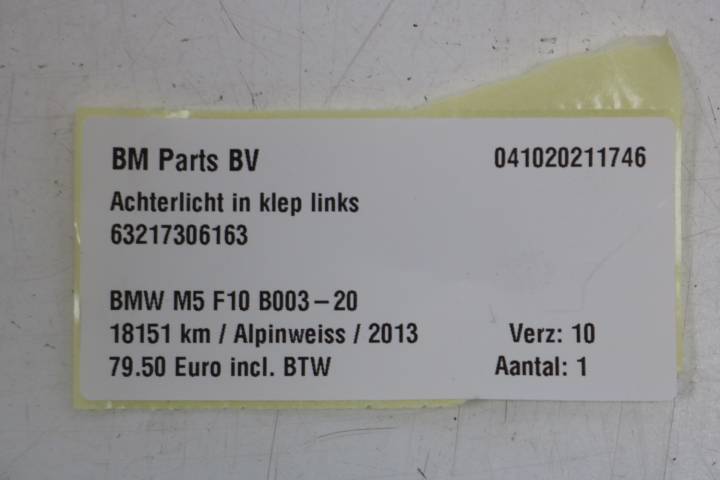 BM Parts BV 041020211746
Achterlicht in klep links
63217306163
BMW M5 F10 B003-20
18151 km / Alpinweiss / 2013 Verz: 10
79.50 Euro incl. BTW Aantal: 1